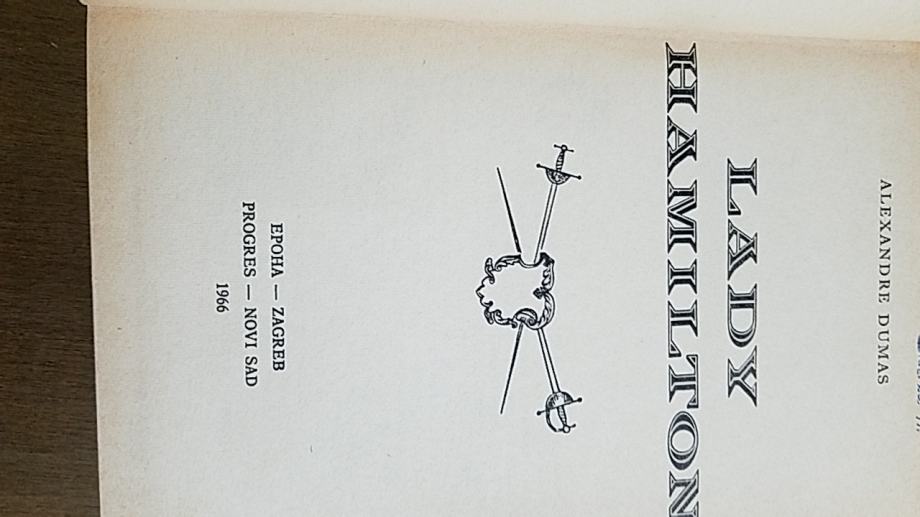 ALEXANDRE DUMAS
LADY
HAMILTON
EPOHA — ZAGREB
PROGRES — NOVI SAD
1966